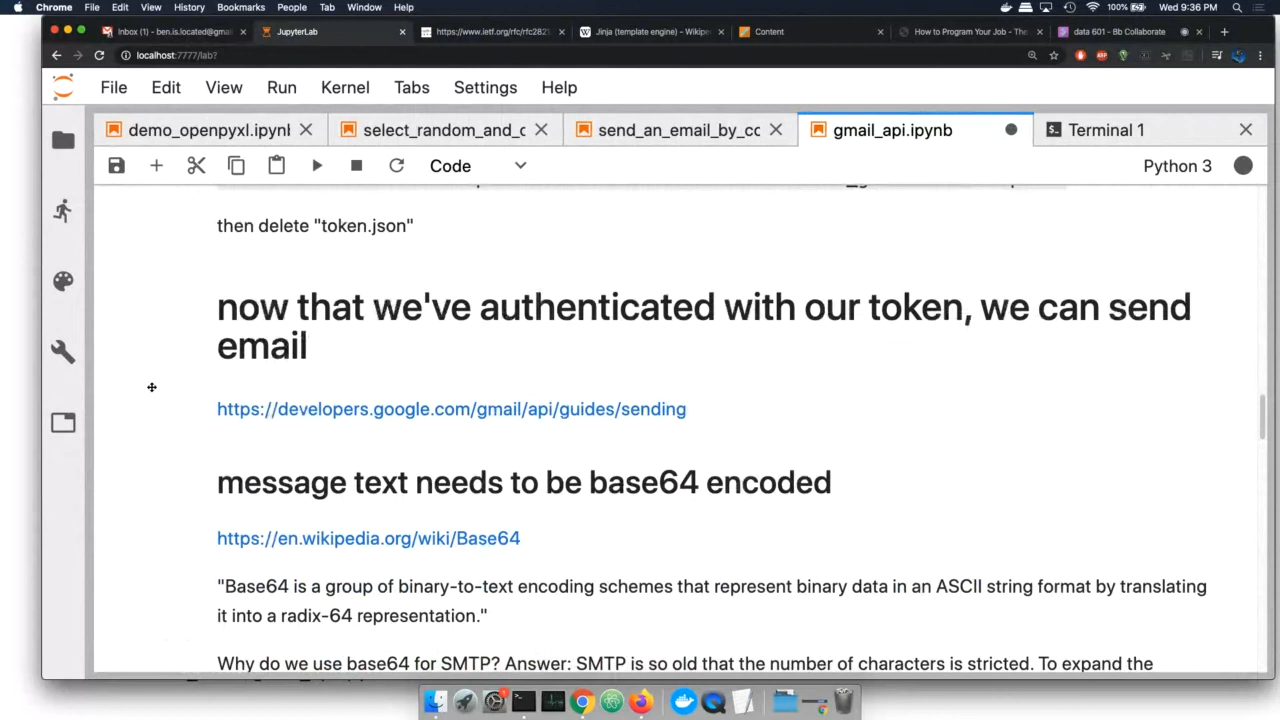 Chrome File Edit View History Bookmarks People Tab Window Help 100% Wed 9:36 PM
Inbox (1) - ben.is.located@gmai JupyterLab https://www.ietf.org/rfc/rfc2821 Jinja (template engine) - Wikipe Content How to Program Your Job - The data 601 - Bb Collaborate
localhost:7777/lab?
File Edit View Run Kernel Tabs Settings Help
demo_openpyxl.ipynb select_random_and_c send_an_email_by_cc gmail_api.ipynb Terminal 1
Code Python 3
then delete "token.json"
now that we've authenticated with our token, we can send
email
https://developers.google.com/gmail/api/guides/sending
message text needs to be base64 encoded
https://en.wikipedia.org/wiki/Base64
"Base64 is a group of binary-to-text encoding schemes that represent binary data in an ASCII string format by translating
it into a radix-64 representation."
Why do we use base64 for SMTP? Answer: SMTP is so old that the number of characters is stricted. To expand the